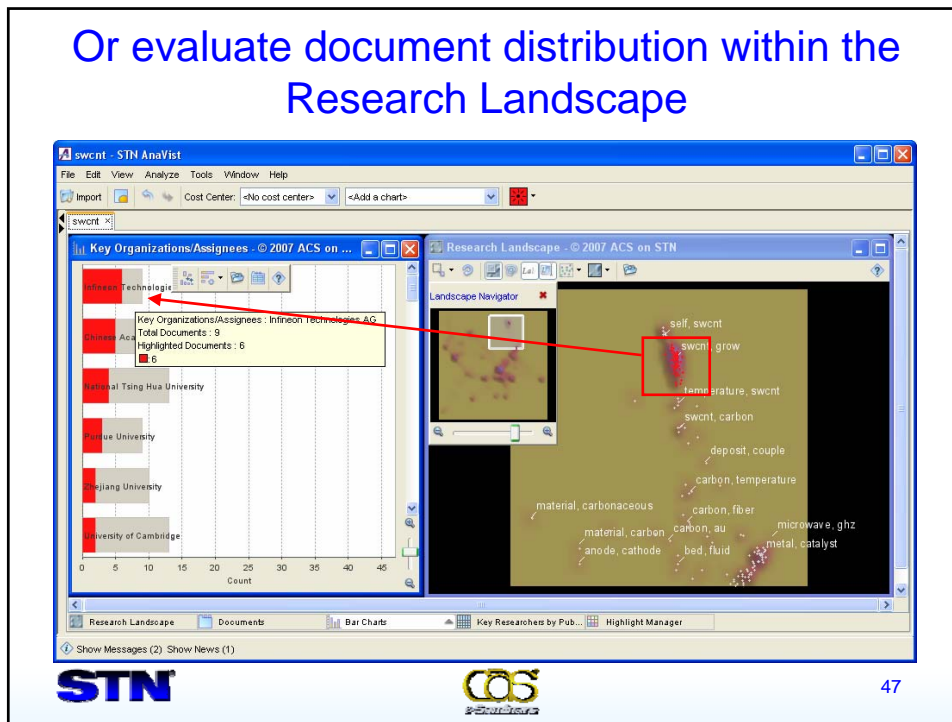 Or evaluate document distribution within the
Research Landscape
swcnt - STN AnaVist
File Edit View Analyze Tools Window Help
Import Cost Center: <No cost center> <Add a chart>
swcnt ×
Key Organizations/Assignees - © 2007 ACS on ...
Infineon Technologie
Key Organizations/Assignees : Infineon Technologies AG
Total Documents : 9
Highlighted Documents : 6
6
Chinese Aca
National Tsing Hua University
Purdue University
Zhejiang University
University of Cambridge
0 5 10 15 20 25 30 35 40 45
Count
Research Landscape - © 2007 ACS on STN
Landscape Navigator
self, swcnt
swcnt, grow
temperature, swcnt
swcnt, carbon
deposit, couple
carbon, temperature
material, carbonaceous
carbon, fiber
microwave, ghz
material, carbon
carbon, au
metal, catalyst
anode, cathode
bed, fluid
Research Landscape Documents Bar Charts Key Researchers by Pub... Highlight Manager
Show Messages (2) Show News (1)
STN
CAS
e-Seminars
47